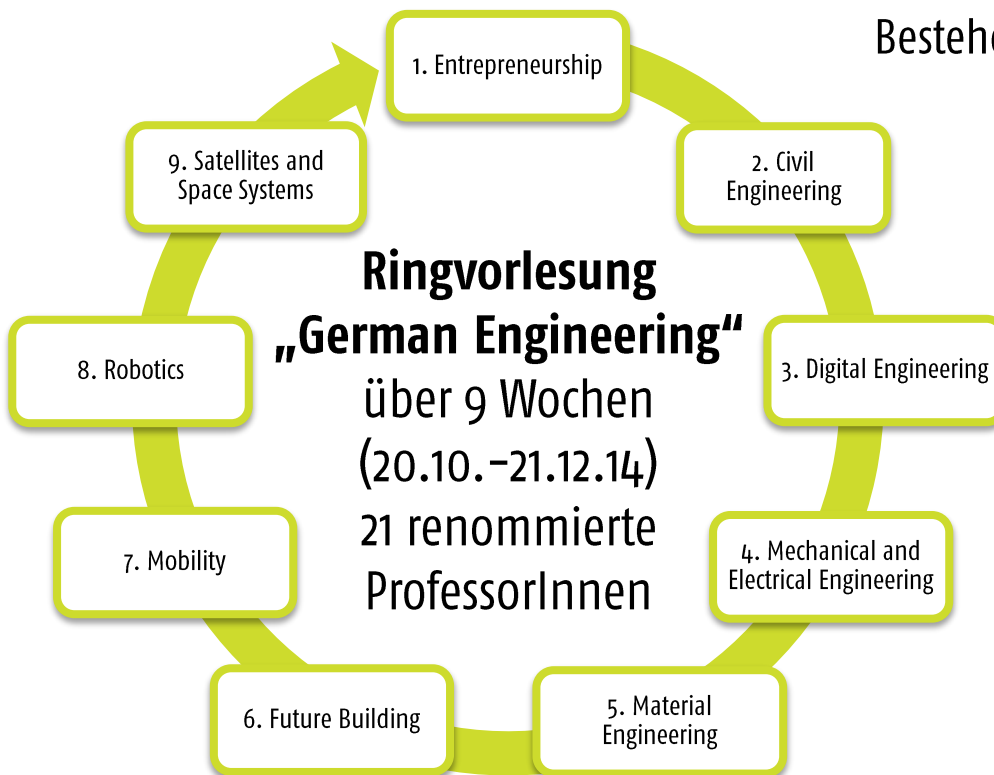 Bestehe
1. Entrepreneurship
2. Civil
Engineering
3. Digital Engineering
4. Mechanical and
Electrical Engineering
5. Material
Engineering
6. Future Building
7. Mobility
8. Robotics
9. Satellites and
Space Systems
Ringvorlesung
„German Engineering“
über 9 Wochen
(20.10.–21.12.14)
21 renommierte
ProfessorInnen